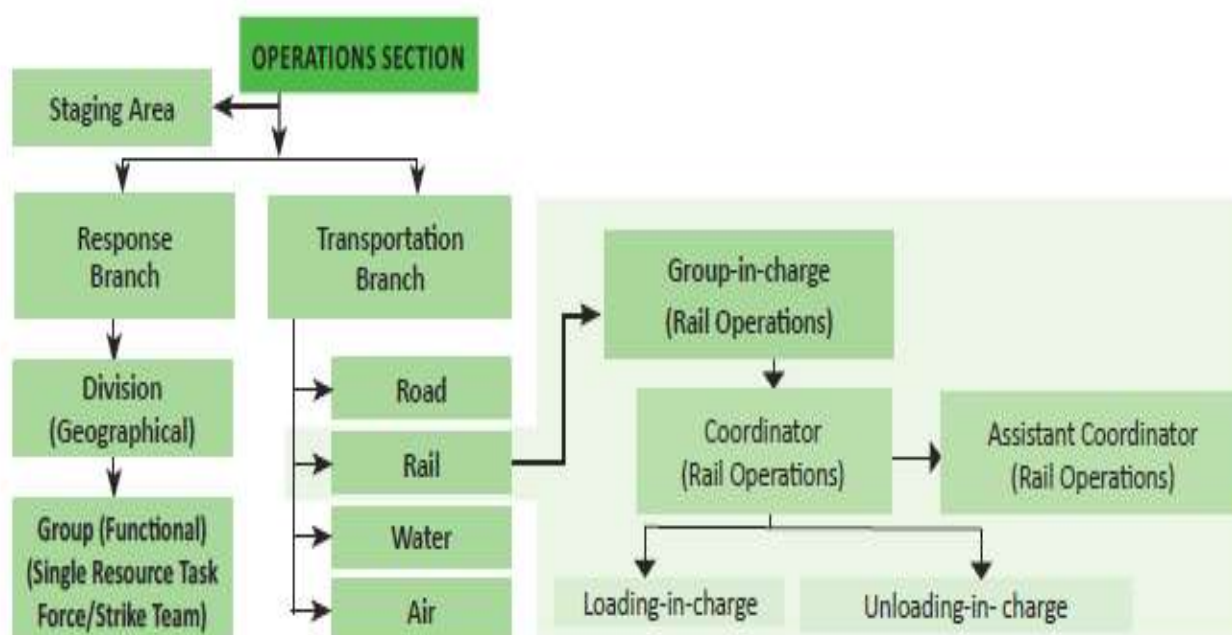 OPERATIONS SECTION
Staging Area
Response
Branch
Transportation
Branch
Division
(Geographical)
Group (Functional)
(Single Resource Task
Force/Strike Team)
Road
Rail
Water
Air
Group-in-charge
(Rail Operations)
Coordinator
(Rail Operations)
Assistant Coordinator
(Rail Operations)
Loading-in-charge
Unloading-in- charge